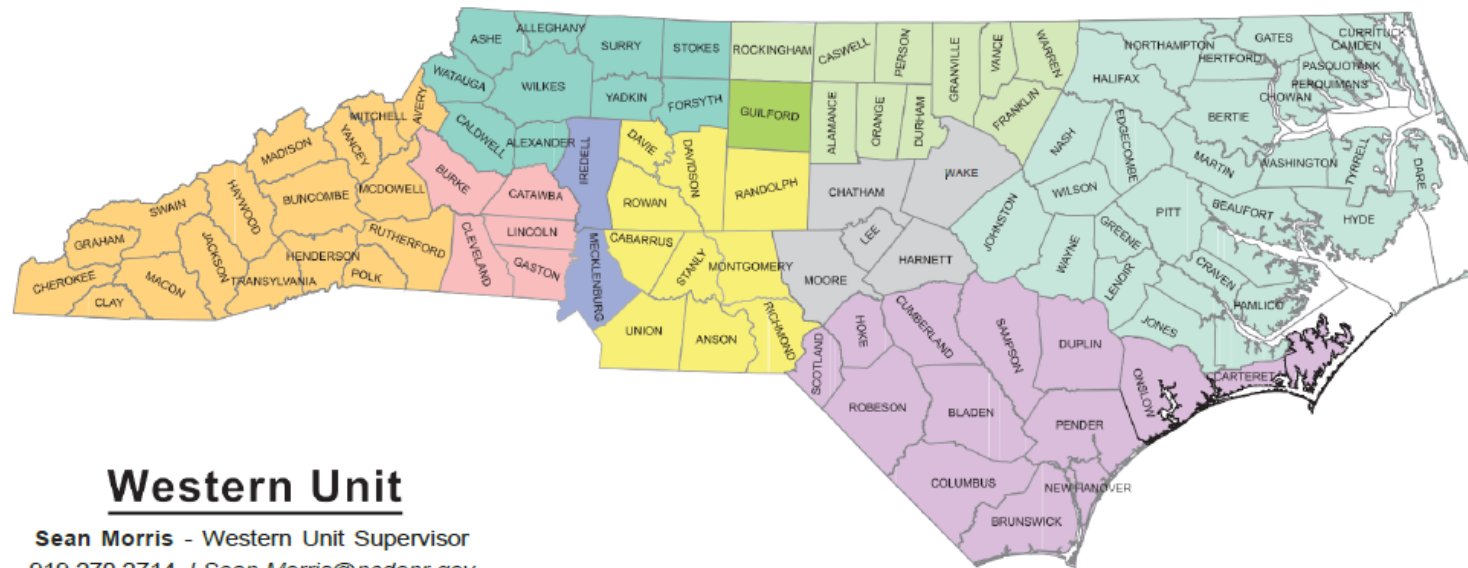 ASHE
ALLEGHANY
SURRY
STOKES
ROCKINGHAM
CASWELL
PERSON
GRANVILLE
VANCE
WARREN
NORTHAMPTON
GATES
CURRITUCK
CAMDEN
HERTFORD
PASQUOTANK
PERQUIMANS
CHOWAN
HALIFAX
WATAUGA
WILKES
YADKIN
FORSYTH
GUILFORD
ALAMANCE
ORANGE
DURHAM
FRANKLIN
NASH
EDGECOMBE
BERTIE
MARTIN
WASHINGTON
TYRRELL
DARE
AVERY
MITCHELL
YANCEY
MADISON
CALDWELL
ALEXANDER
IREDELL
DAVIE
DAVIDSON
RANDOLPH
CHATHAM
WAKE
WILSON
PITT
BEAUFORT
HYDE
BURKE
CATAWBA
ROWAN
MCDOWELL
BUNCOMBE
HAYWOOD
SWAIN
GRAHAM
CHEROKEE
CLAY
MACON
JACKSON
TRANSYLVANIA
HENDERSON
POLK
RUTHERFORD
CLEVELAND
LINCOLN
GASTON
MECKLENBURG
CABARRUS
STANLY
MONTGOMERY
MOORE
LEE
HARNETT
JOHNSTON
WAYNE
GREENE
LENOIR
CRAVEN
PAMLICO
JONES
UNION
ANSON
RICHMOND
SCOTLAND
HOKE
CUMBERLAND
SAMPSON
DUPLIN
ONSLOW
CARTERET
ROBESON
BLADEN
PENDER
COLUMBUS
NEW HANOVER
BRUNSWICK
Western Unit
Sean Morris - Western Unit Supervisor